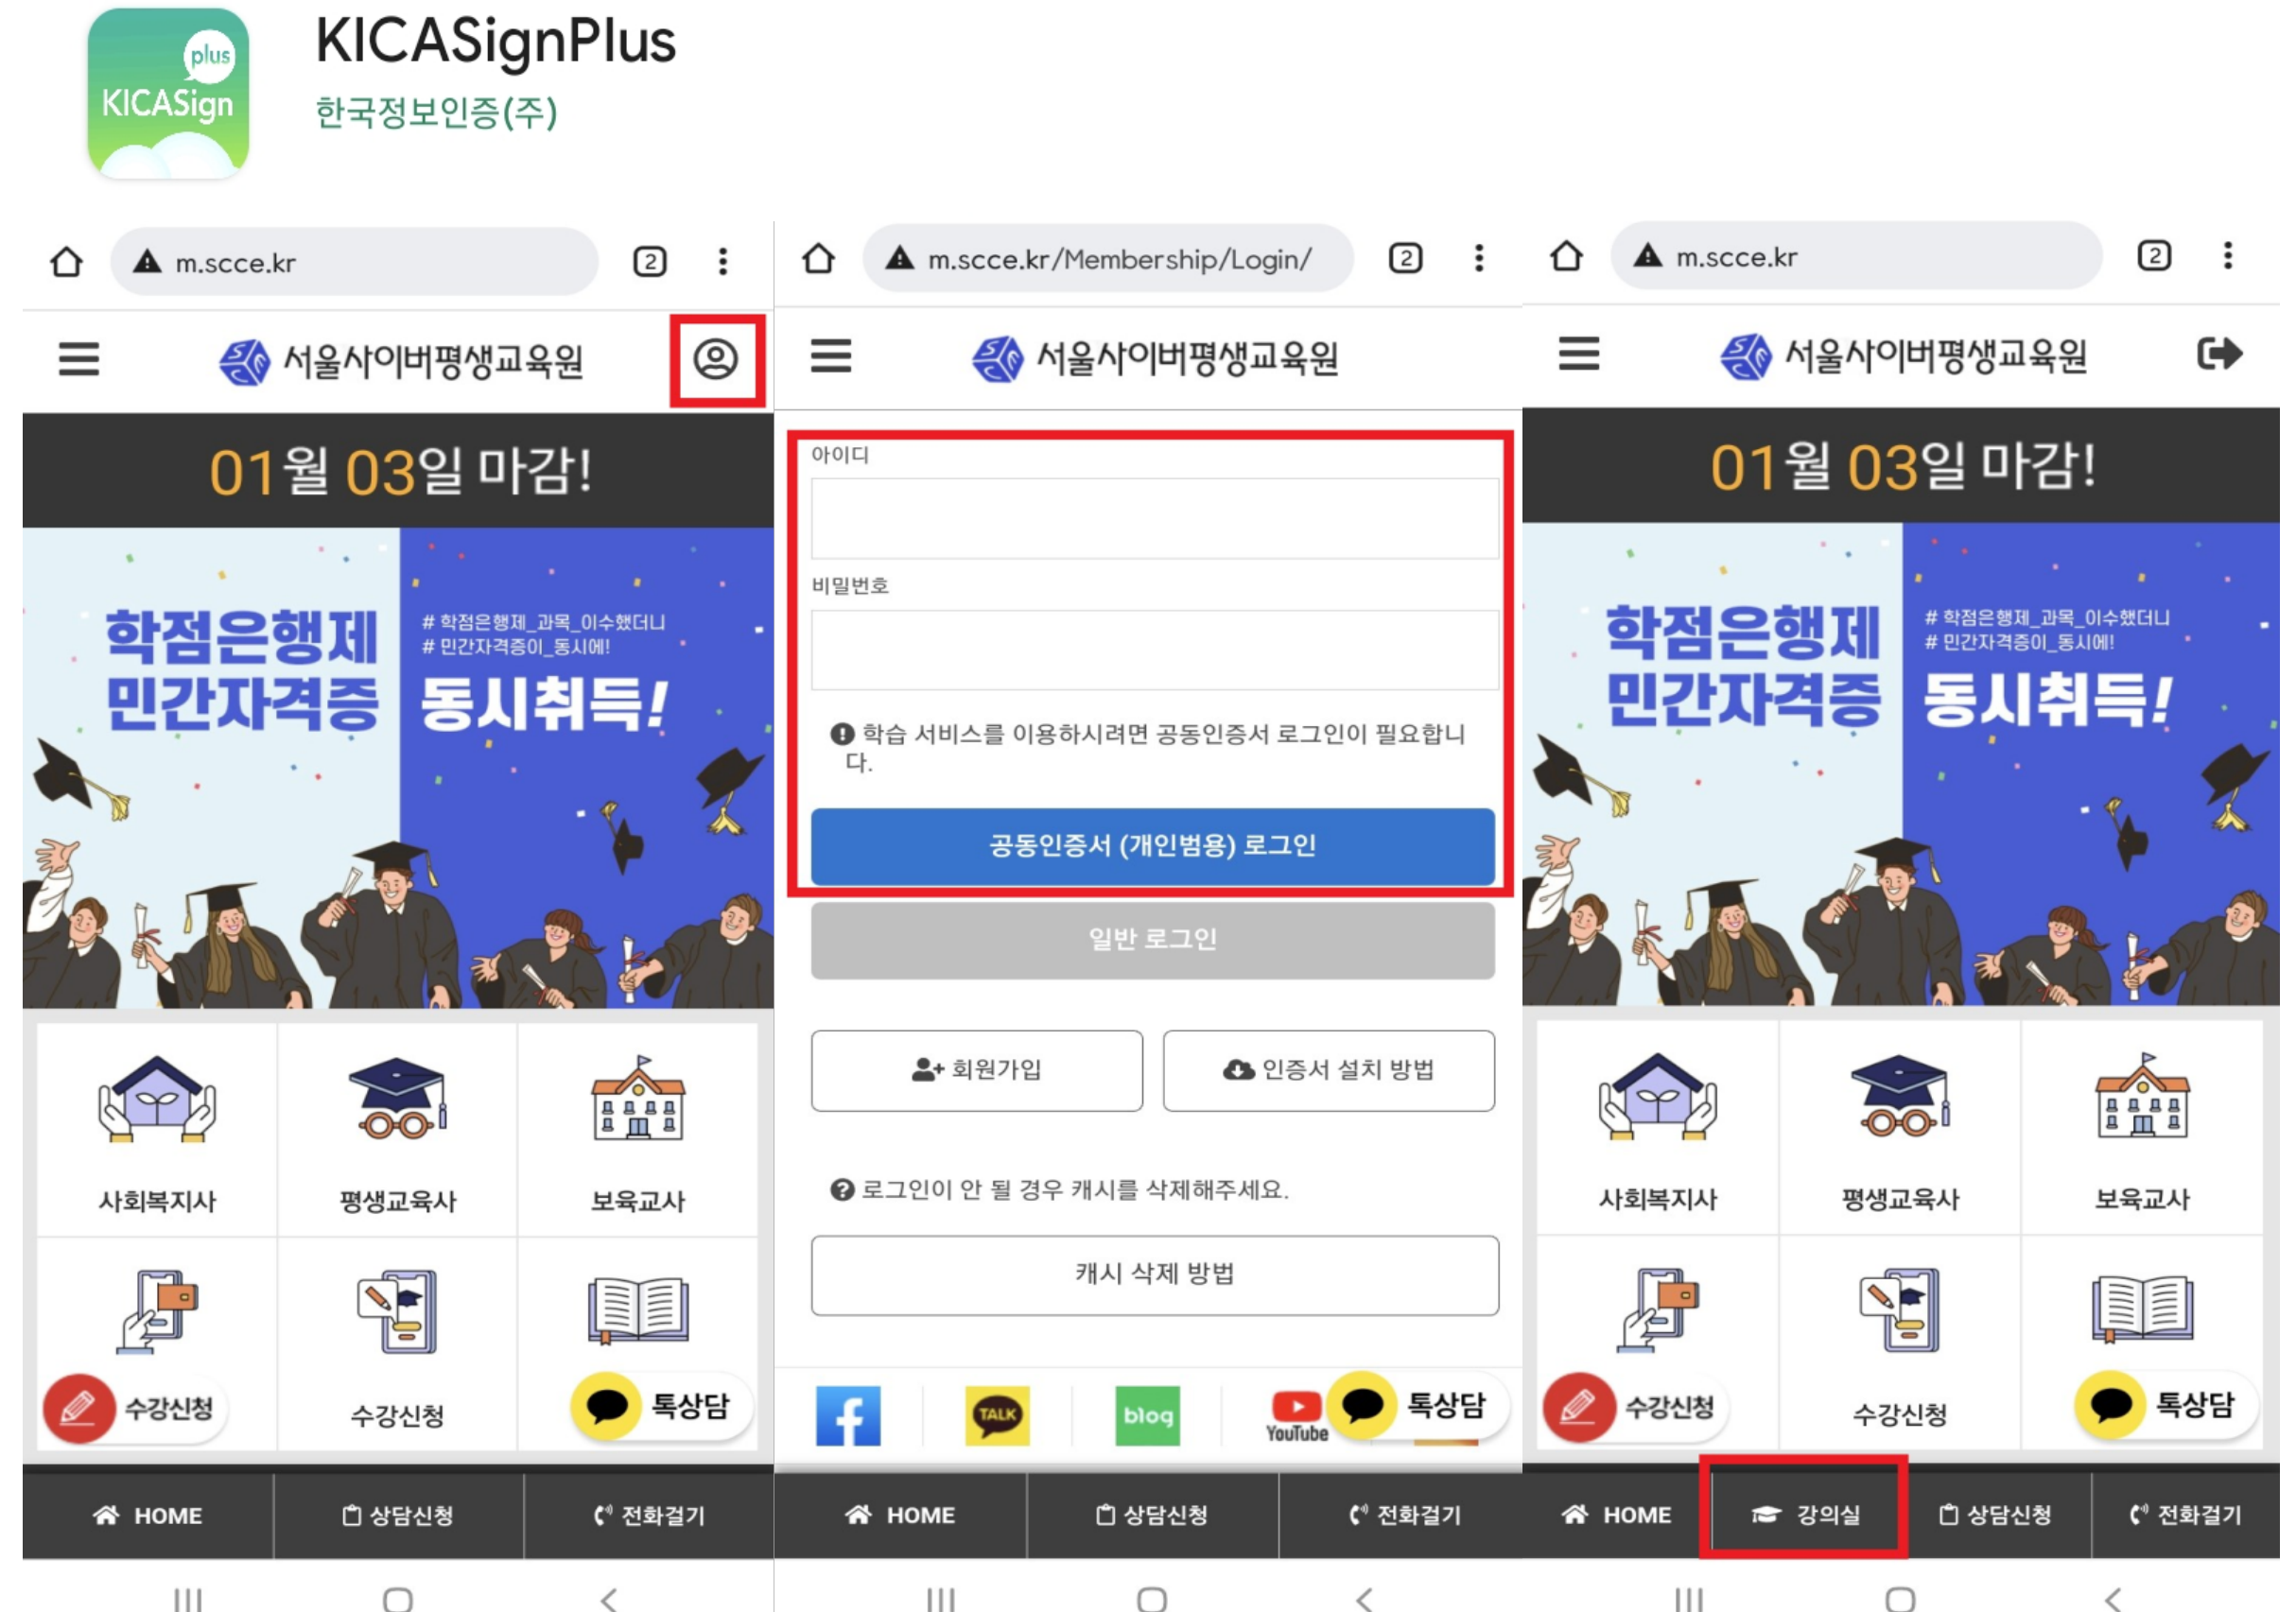 plus
KICASign
KICASignPlus
한국정보인증(주)
m.scce.kr
2
서울사이버평생교육원
01월 03일 마감!
학점은행제
민간자격증
# 학점은행제_과목_이수했더니
# 민간자격증이_동시에!
동시취득!
사회복지사
평생교육사
보육교사
수강신청
수강신청
톡상담
HOME
상담신청
전화걸기
m.scce.kr/Membership/Login/
2
서울사이버평생교육원
아이디
비밀번호
학습 서비스를 이용하시려면 공동인증서 로그인이 필요합니
다.
공동인증서 (개인범용) 로그인
일반 로그인
회원가입
인증서 설치 방법
로그인이 안 될 경우 캐시를 삭제해주세요.
캐시 삭제 방법
f
TALK
blog
YouTube
톡상담
HOME
상담신청
전화걸기
m.scce.kr
2
서울사이버평생교육원
01월 03일 마감!
학점은행제
민간자격증
# 학점은행제_과목_이수했더니
# 민간자격증이_동시에!
동시취득!
사회복지사
평생교육사
보육교사
수강신청
수강신청
톡상담
HOME
강의실
상담신청
전화걸기